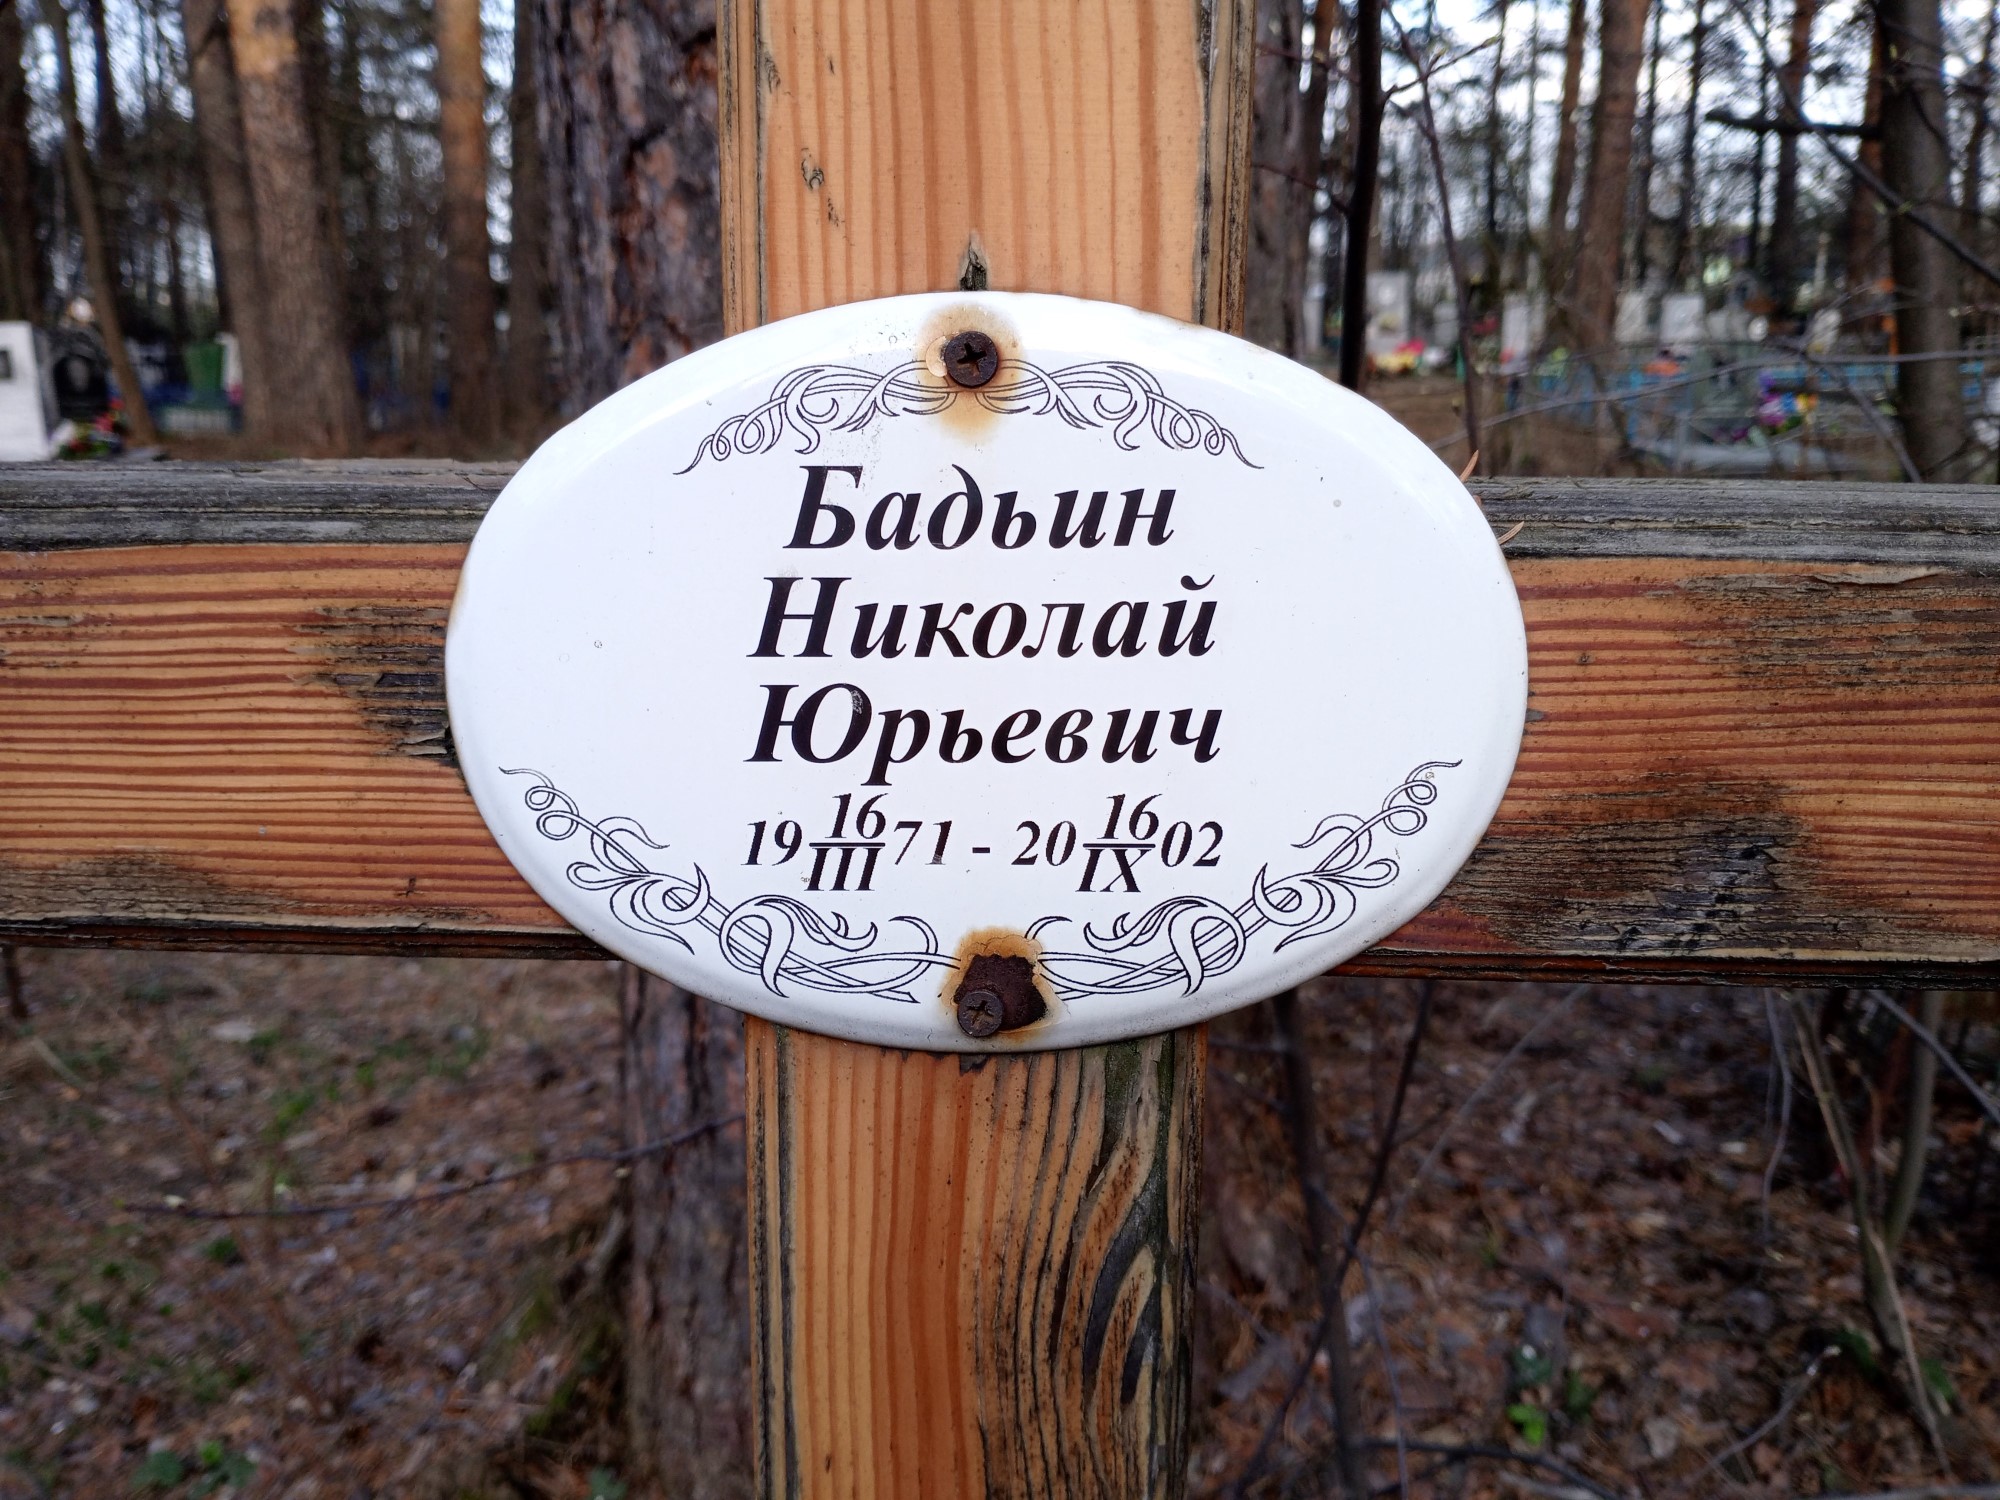 Бадьин
Николай
Юрьевич
19 16/III 71 - 20 16/IX 02